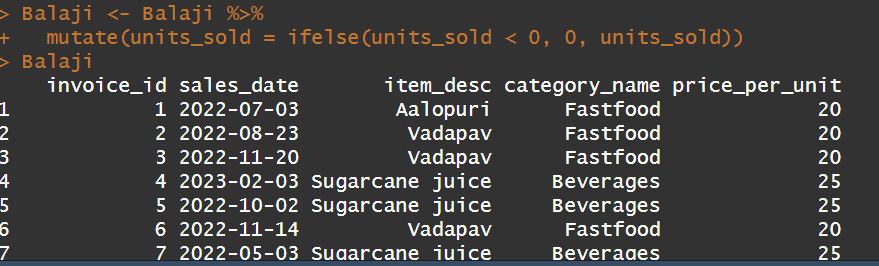 > Balaji <- Balaji %>%
+   mutate(units_sold = ifelse(units_sold < 0, 0, units_sold))
> Balaji
invoice_id sales_date item_desc category_name price_per_unit
1 1 2022-07-03 Aalopuri Fastfood 20
2 2 2022-08-23 Vadapav Fastfood 20
3 3 2022-11-20 Vadapav Fastfood 20
4 4 2023-02-03 Sugarcane juice Beverages 25
5 5 2022-10-02 Sugarcane juice Beverages 25
6 6 2022-11-14 Vadapav Fastfood 20
7 7 2022-05-03 Sugarcane juice Beverages 25